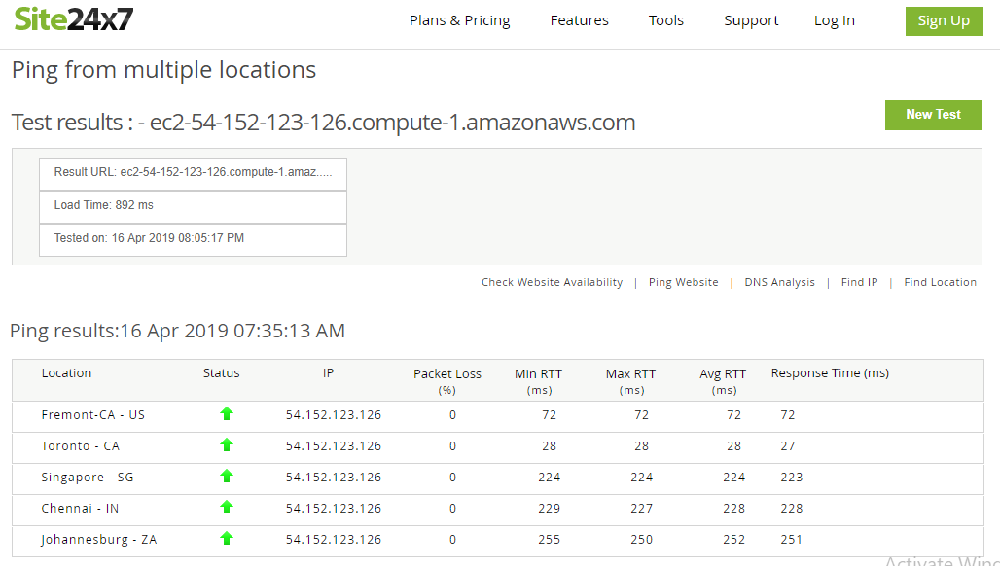 Site24x7 Plans & Pricing Features Tools Support Log In Sign Up
Ping from multiple locations
Test results : - ec2-54-152-123-126.compute-1.amazonaws.com New Test
Result URL: ec2-54-152-123-126.compute-1.amaz.....
Load Time: 892 ms
Tested on: 16 Apr 2019 08:05:17 PM
Check Website Availability | Ping Website | DNS Analysis | Find IP | Find Location
Ping results:16 Apr 2019 07:35:13 AM
Location Status IP Packet Loss (%) Min RTT (ms) Max RTT (ms) Avg RTT (ms) Response Time (ms)
Fremont-CA - US 54.152.123.126 0 72 72 72 72
Toronto - CA 54.152.123.126 0 28 28 28 27
Singapore - SG 54.152.123.126 0 224 224 224 223
Chennai - IN 54.152.123.126 0 229 227 228 228
Johannesburg - ZA 54.152.123.126 0 255 250 252 251
Activate Win